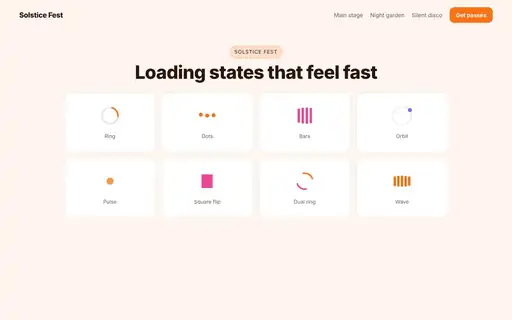 Solstice Fest
Main stage Night garden Silent disco Get passes
SOLSTICE FEST
Loading states that feel fast
Ring Dots Bars Orbit
Pulse Square flip Dual ring Wave